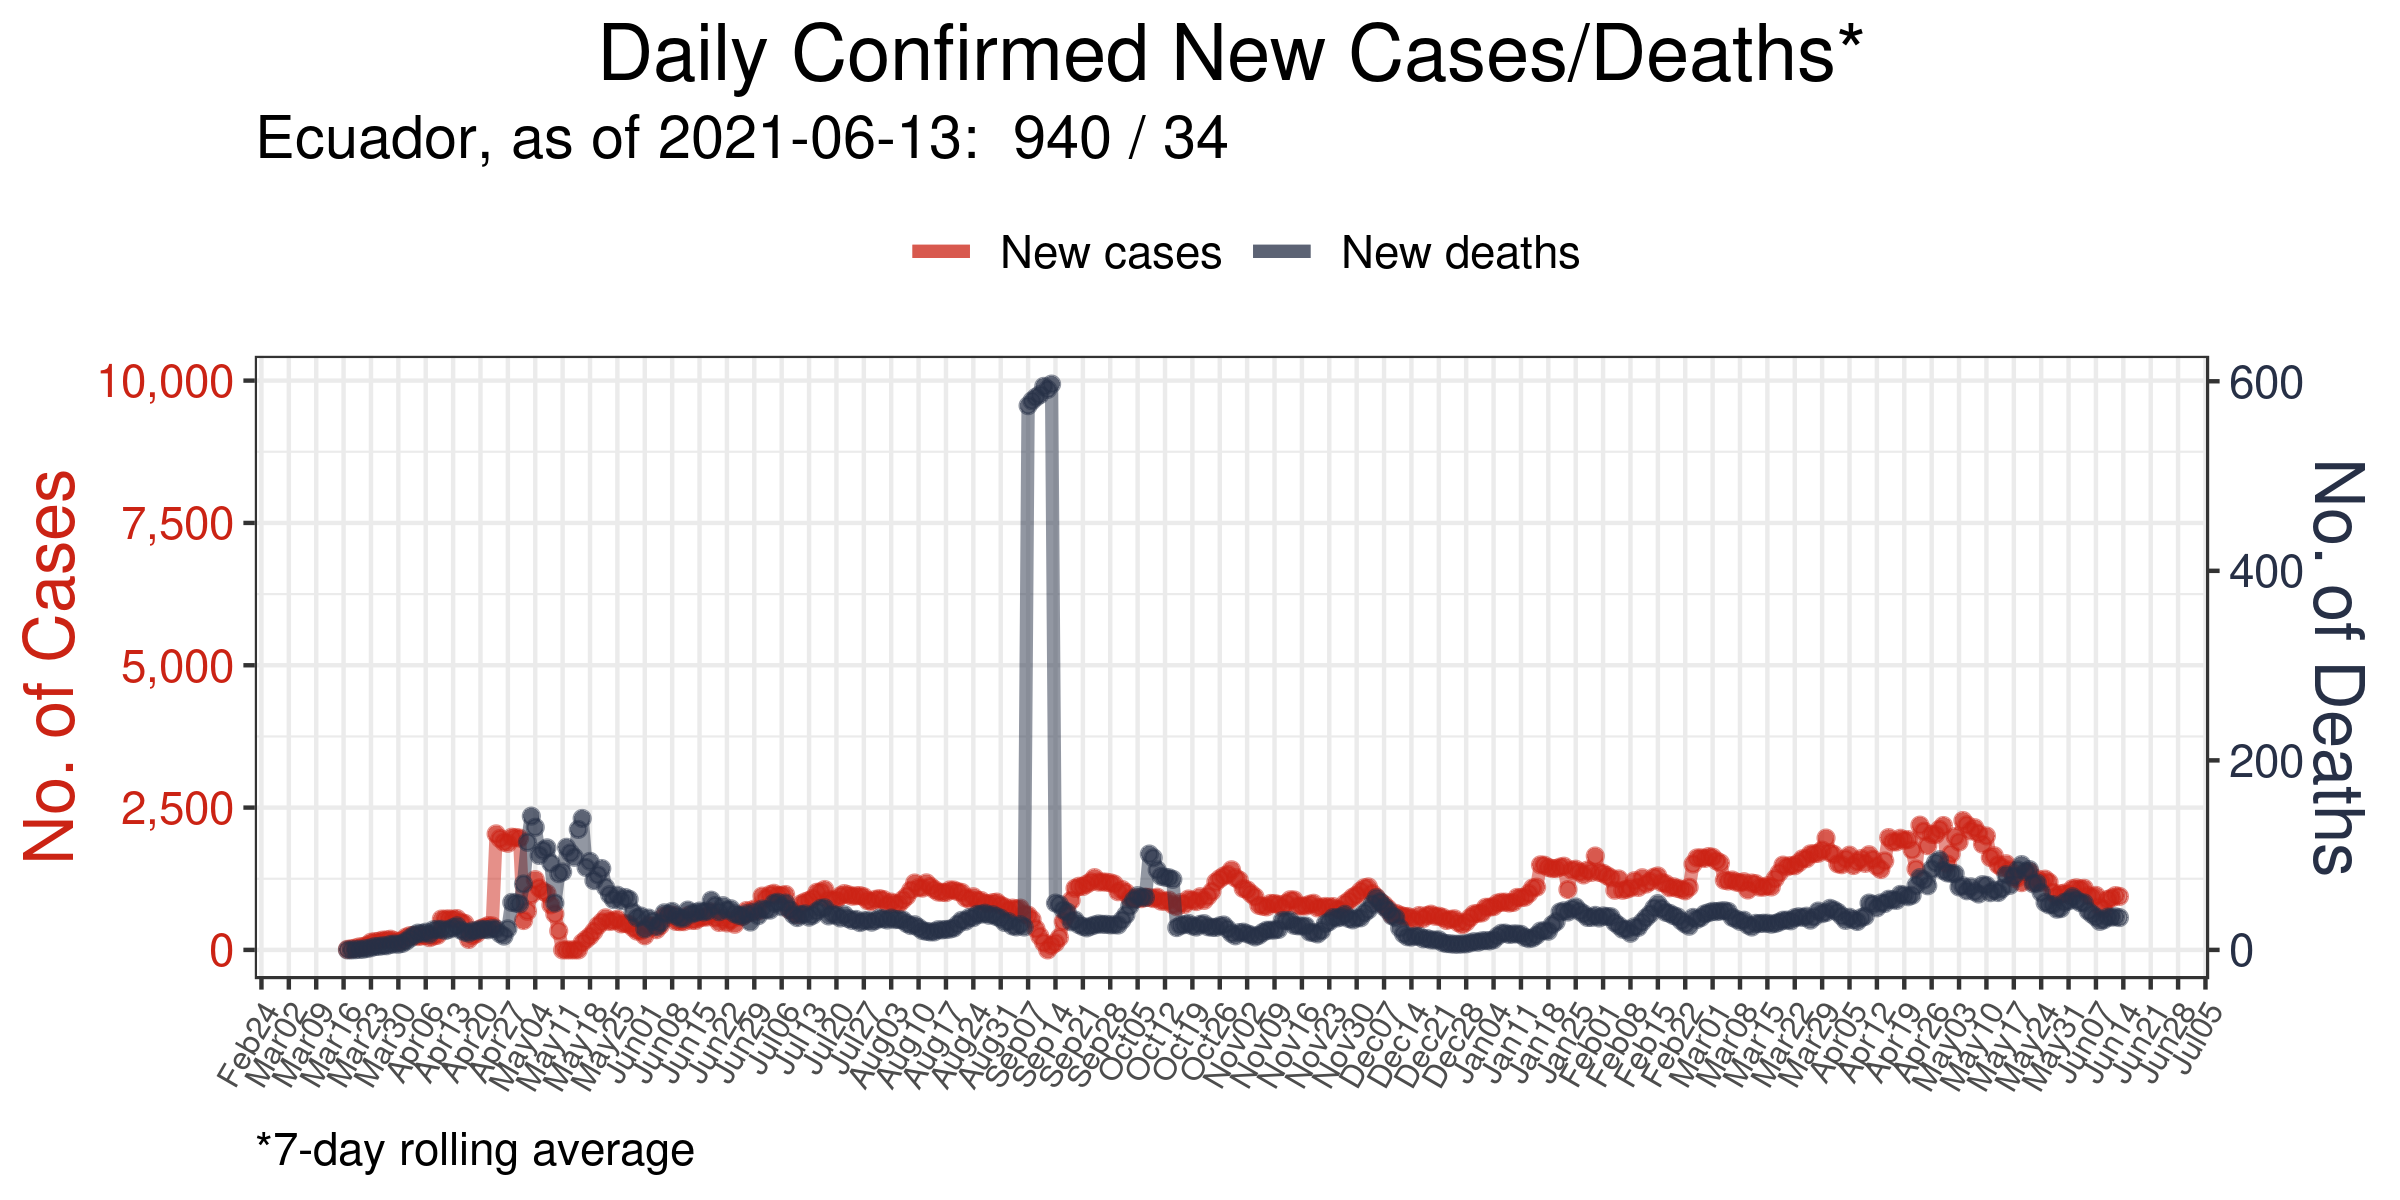 Daily Confirmed New Cases/Deaths*
Ecuador, as of 2021-06-13:  940 / 34
New cases
New deaths
No. of Cases
10,000
7,500
5,000
2,500
0
600
400
200
0
No. of Deaths
Feb24
Mar02
Mar09
Mar16
Mar23
Mar30
Apr06
Apr13
Apr20
Apr27
May04
May11
May18
May25
Jun01
Jun08
Jun15
Jun22
Jun29
Jul06
Jul13
Jul20
Jul27
Aug03
Aug10
Aug17
Aug24
Aug31
Sep07
Sep14
Sep21
Sep28
Oct05
Oct12
Oct19
Oct26
Nov02
Nov09
Nov16
Nov23
Nov30
Dec07
Dec14
Dec21
Dec28
Jan04
Jan11
Jan18
Jan25
Feb01
Feb08
Feb15
Feb22
Mar01
Mar08
Mar15
Mar22
Mar29
Apr05
Apr12
Apr19
Apr26
May03
May10
May17
May24
May31
Jun07
Jun14
Jun21
Jun28
Jul05
*7-day rolling average